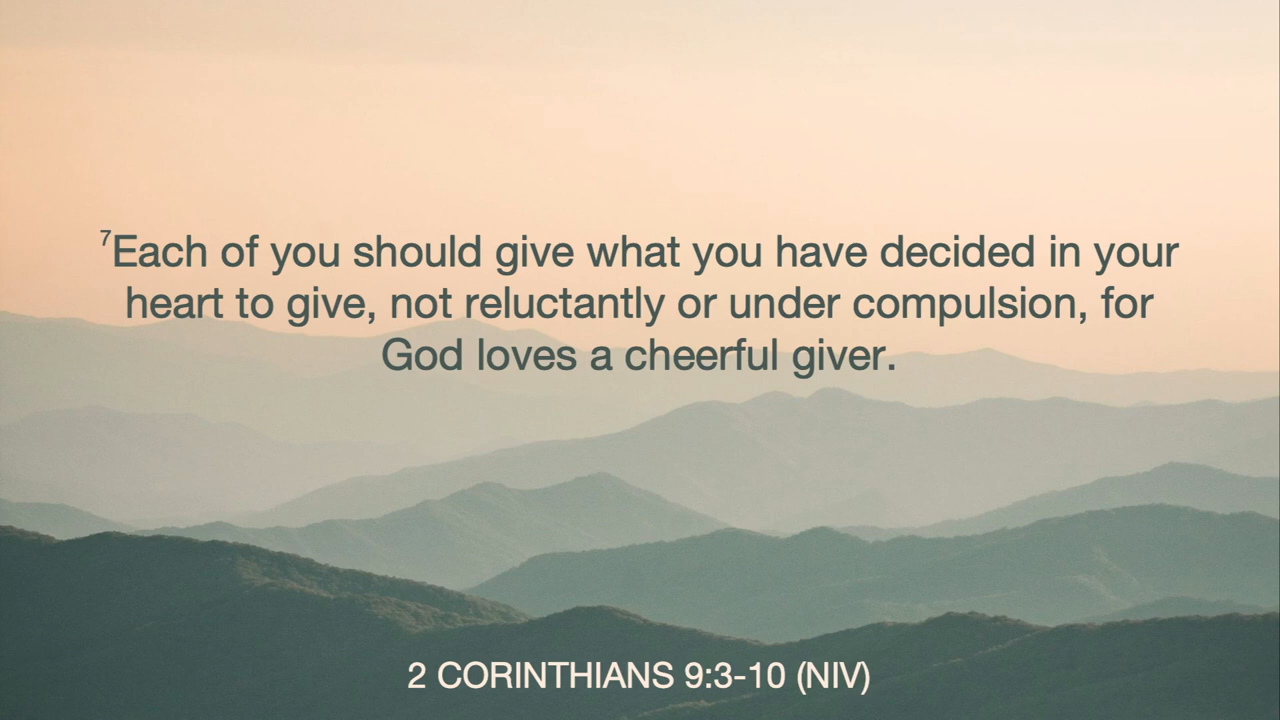 ⁷Each of you should give what you have decided in your
heart to give, not reluctantly or under compulsion, for
God loves a cheerful giver.
2 CORINTHIANS 9:3-10 (NIV)